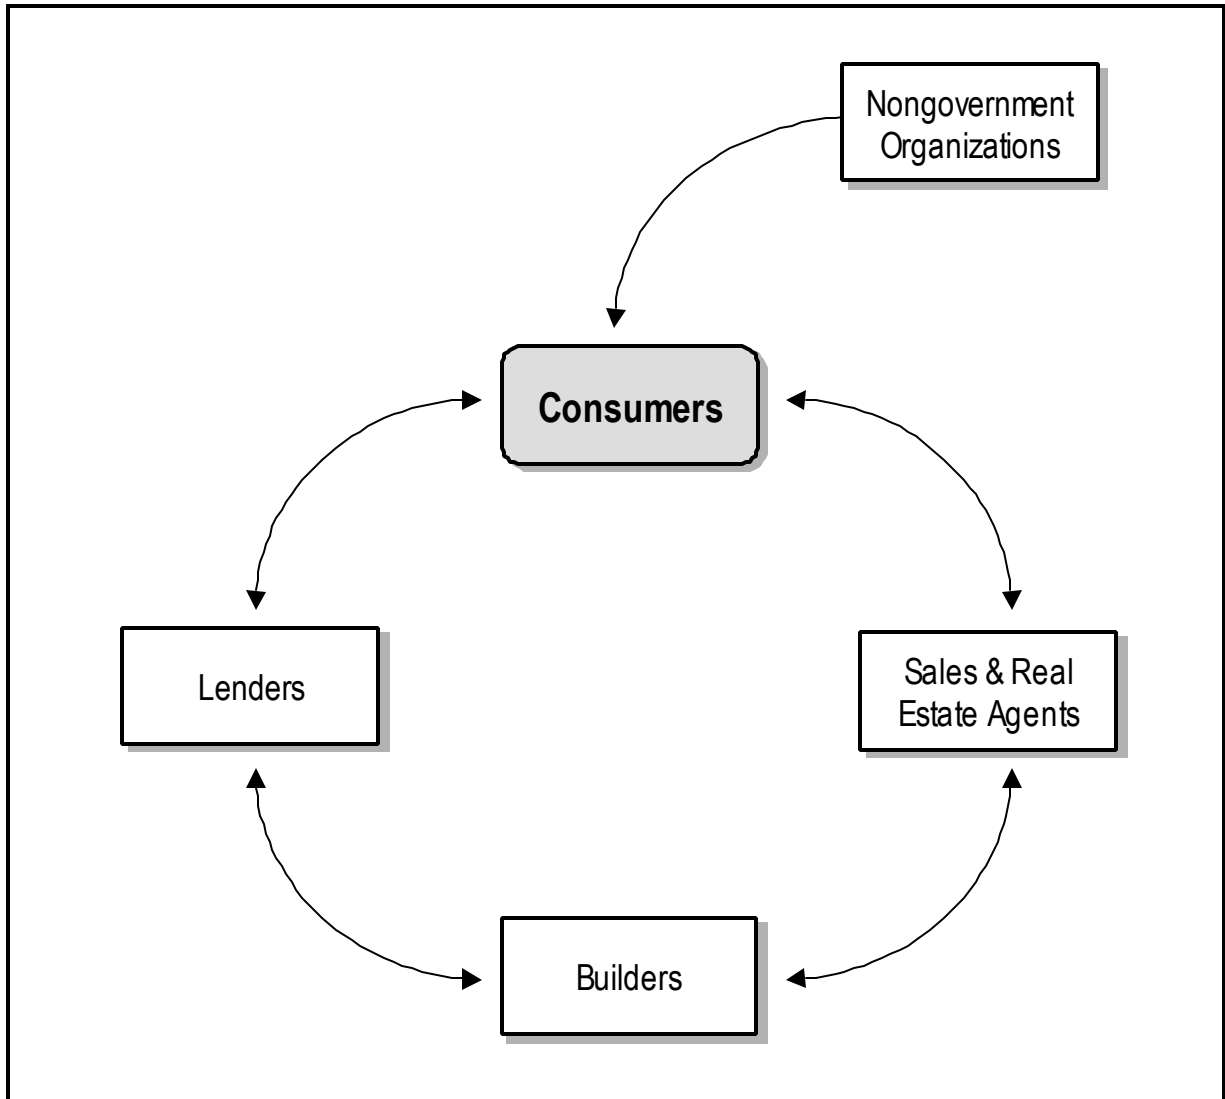 Nongovernment
Organizations
Consumers
Lenders
Sales & Real
Estate Agents
Builders